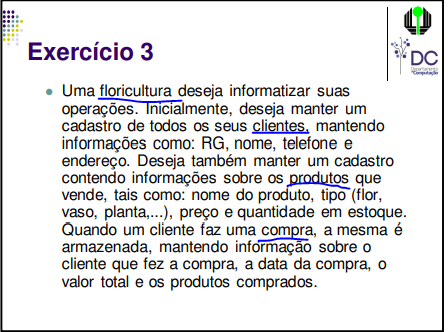 Exercício 3
DC
Departamento
de Computação
Uma floricultura deseja informatizar suas
operações. Inicialmente, deseja manter um
cadastro de todos os seus clientes, mantendo
informações como: RG, nome, telefone e
endereço. Deseja também manter um cadastro
contendo informações sobre os produtos que
vende, tais como: nome do produto, tipo (flor,
vaso, planta,...), preço e quantidade em estoque.
Quando um cliente faz uma compra, a mesma é
armazenada, mantendo informação sobre o
cliente que fez a compra, a data da compra, o
valor total e os produtos comprados.